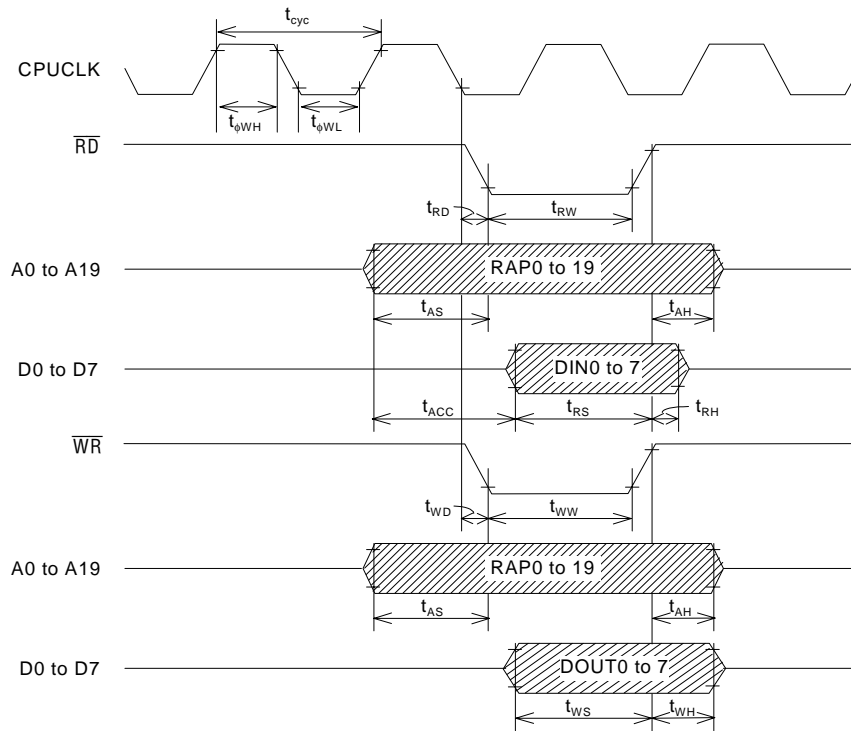 tcyc
CPUCLK
tφWH tφWL
RD
tRD tRW
A0 to A19 RAP0 to 19
tAS tAH
D0 to D7 DIN0 to 7
tACC tRS tRH
WR
tWD tWW
A0 to A19 RAP0 to 19
tAS tAH
D0 to D7 DOUT0 to 7
tWS tWH